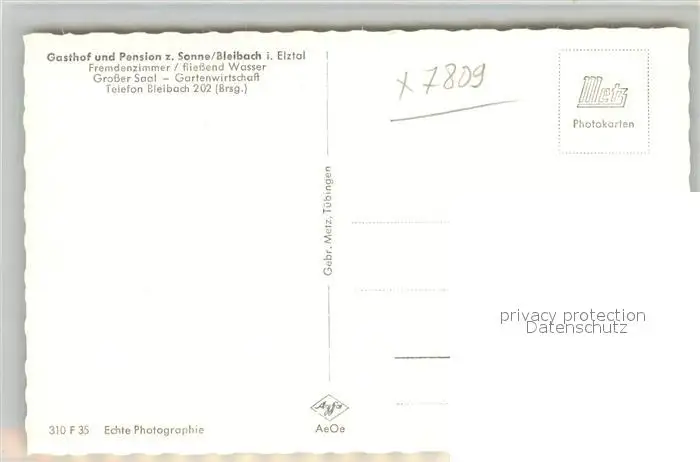 Gasthof und Pension z. Sonne/Bleibach i. Elztal
Fremdenzimmer / fließend Wasser
Großer Saal – Gartenwirtschaft
Telefon Bleibach 202 (Brsg.)
x 7809
Metz
Photokarten
Gebr. Metz, Tübingen
privacy protection
Datenschutz
Agfa
AeOe
310 F 35 Echte Photographie